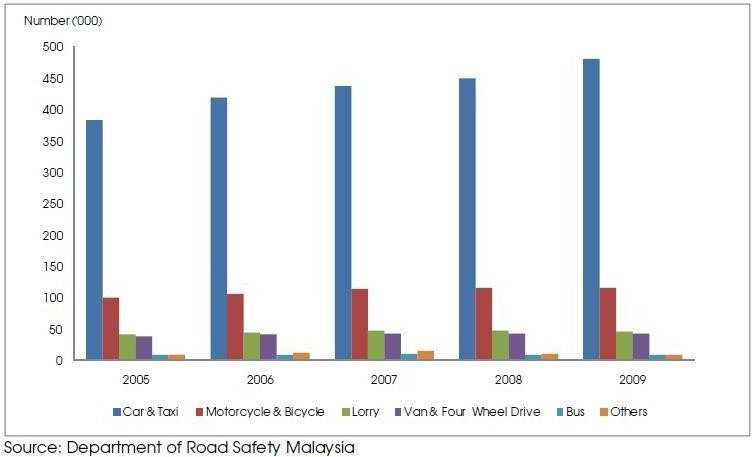 Number ('000)
500
450
400
350
300
250
200
150
100
50
0
2005 2006 2007 2008 2009
Car & Taxi Motorcycle & Bicycle Lorry Van & Four Wheel Drive Bus Others
Source: Department of Road Safety Malaysia